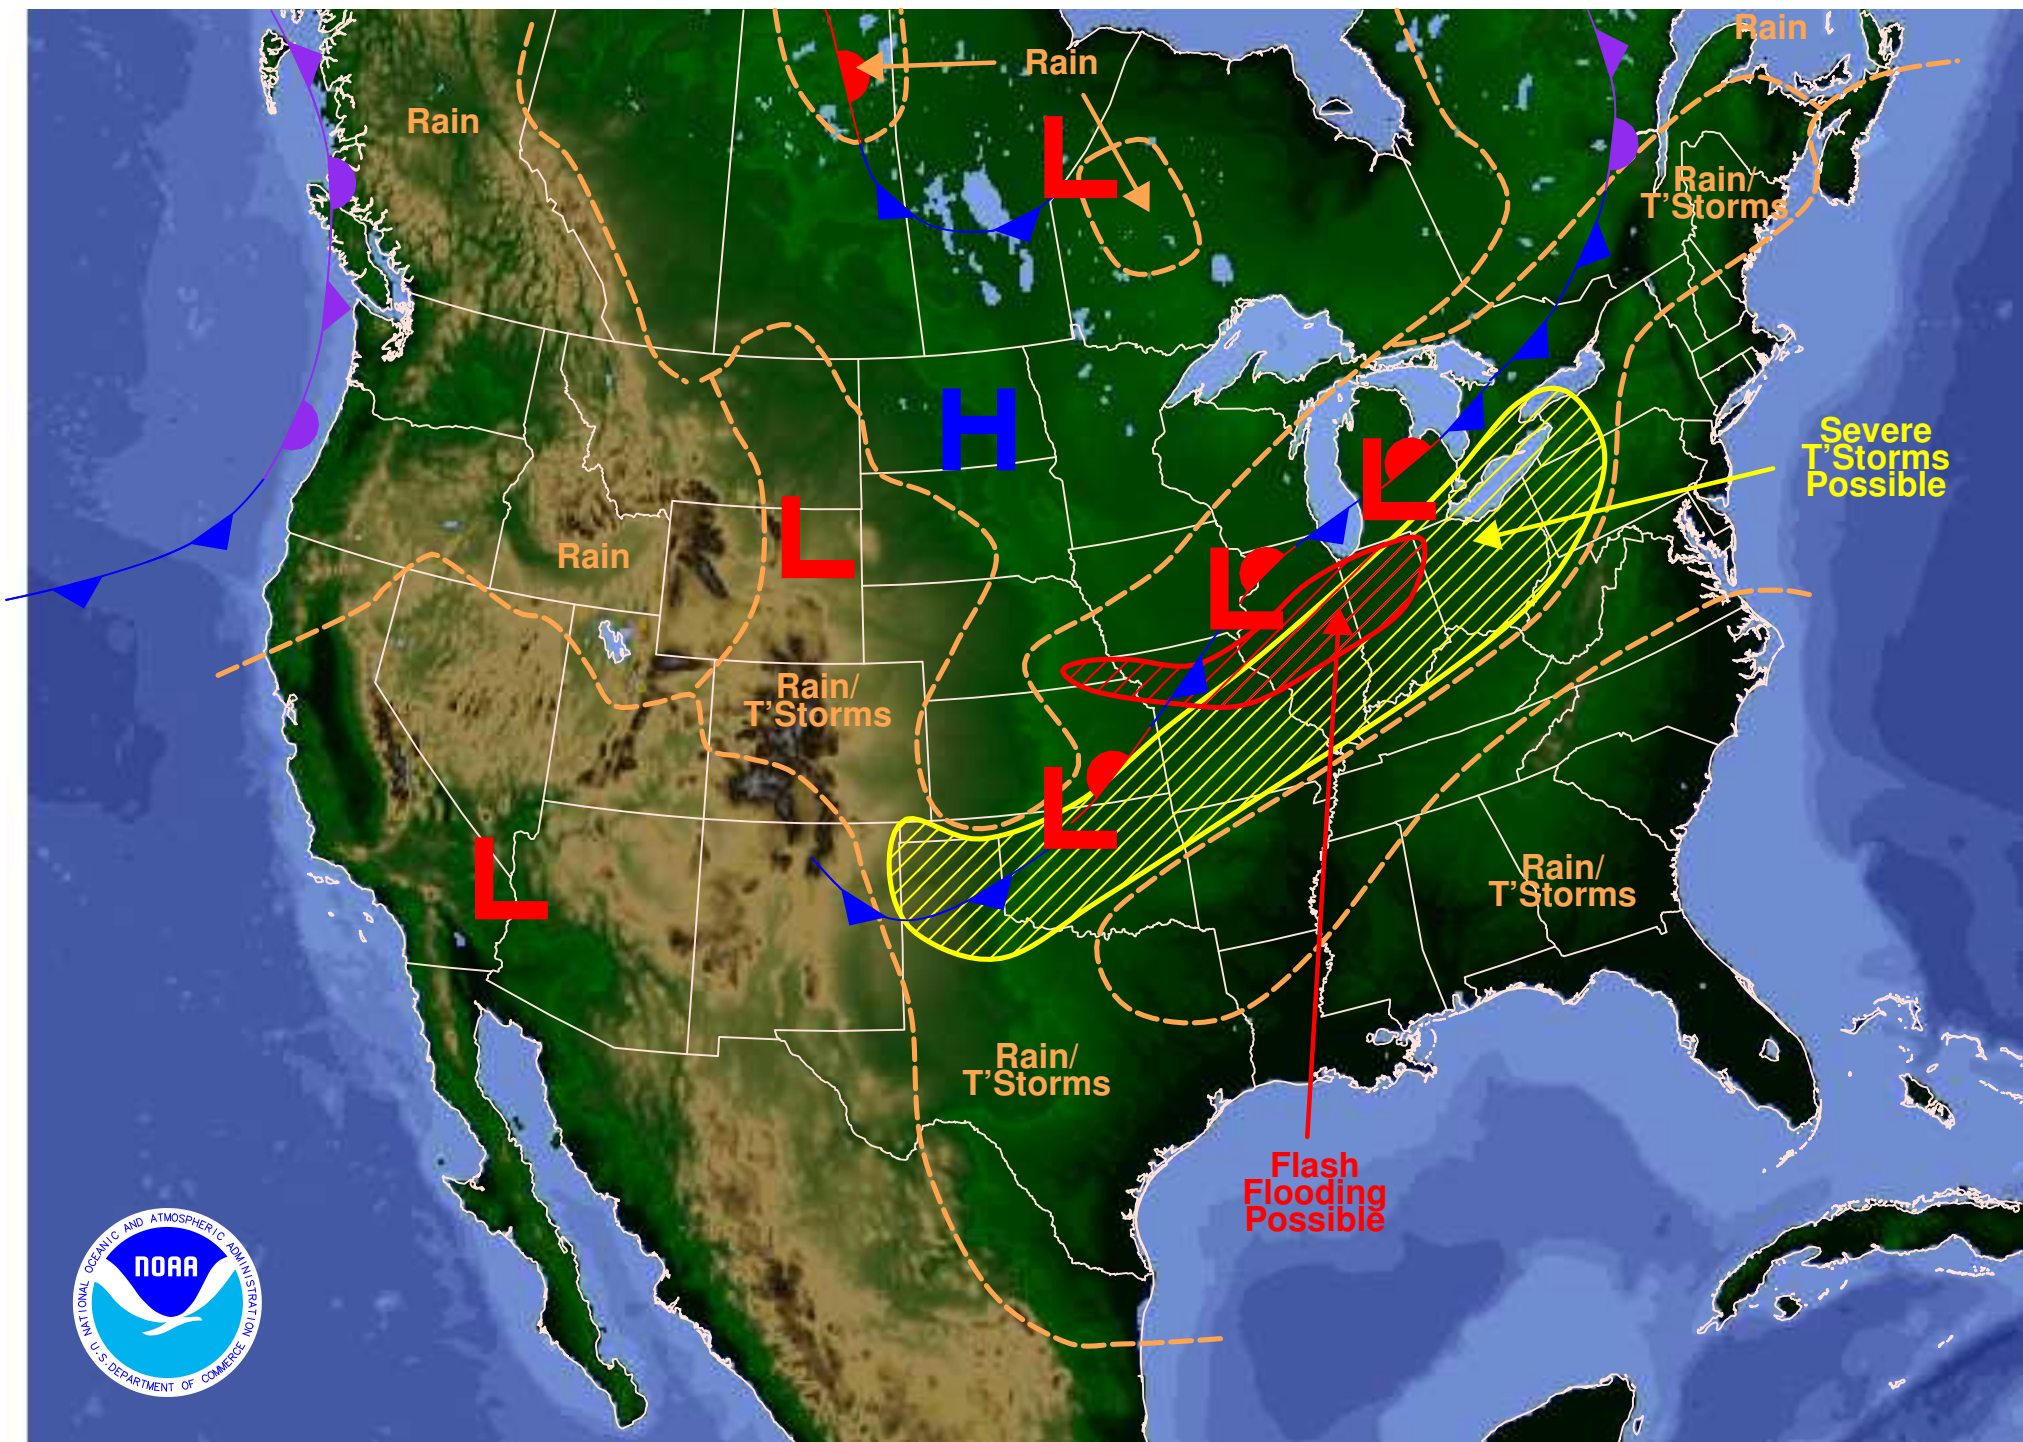 Rain
Rain
Rain
Rain/
T'Storms
L
H
Severe
T'Storms
Possible
L
L
Rain
L
Rain/
T'Storms
L
L
Rain/
T'Storms
Rain/
T'Storms
Flash
Flooding
Possible
NATIONAL OCEANIC AND ATMOSPHERIC ADMINISTRATION
NOAA
U.S. DEPARTMENT OF COMMERCE